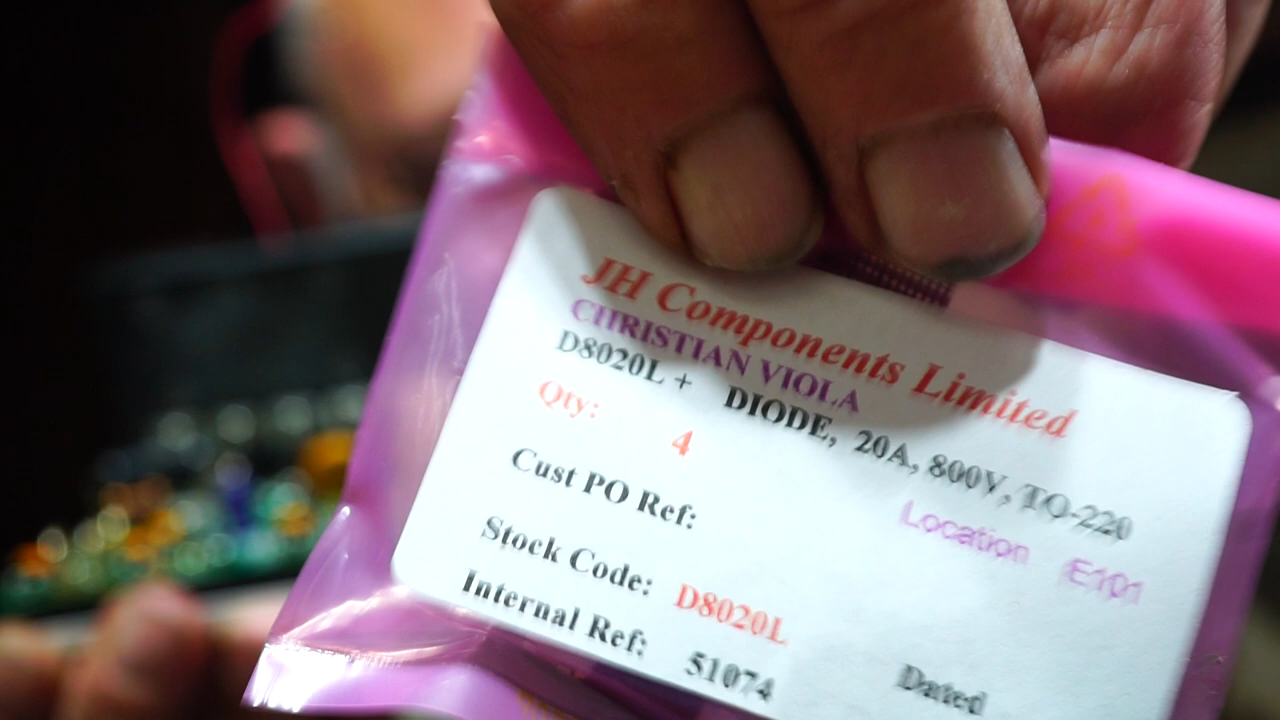 JH Components Limited
CHRISTIAN VIOLA
D8020L + DIODE, 20A, 800V, TO-220
Qty: 4
Location E101
Cust PO Ref:
Stock Code: D8020L
Internal Ref: 51074
Dated